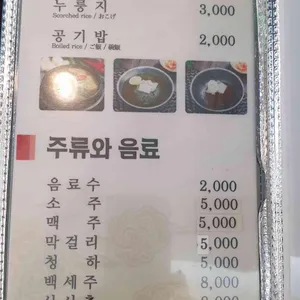 누룽지 3,000
Scorched rice / おこげ
공기밥 2,000
Boiled rice / ご飯 / 碗飯
주류와 음료
음료수 2,000
소주 5,000
맥주 5,000
막걸리 5,000
청하 5,000
백세주 8,000